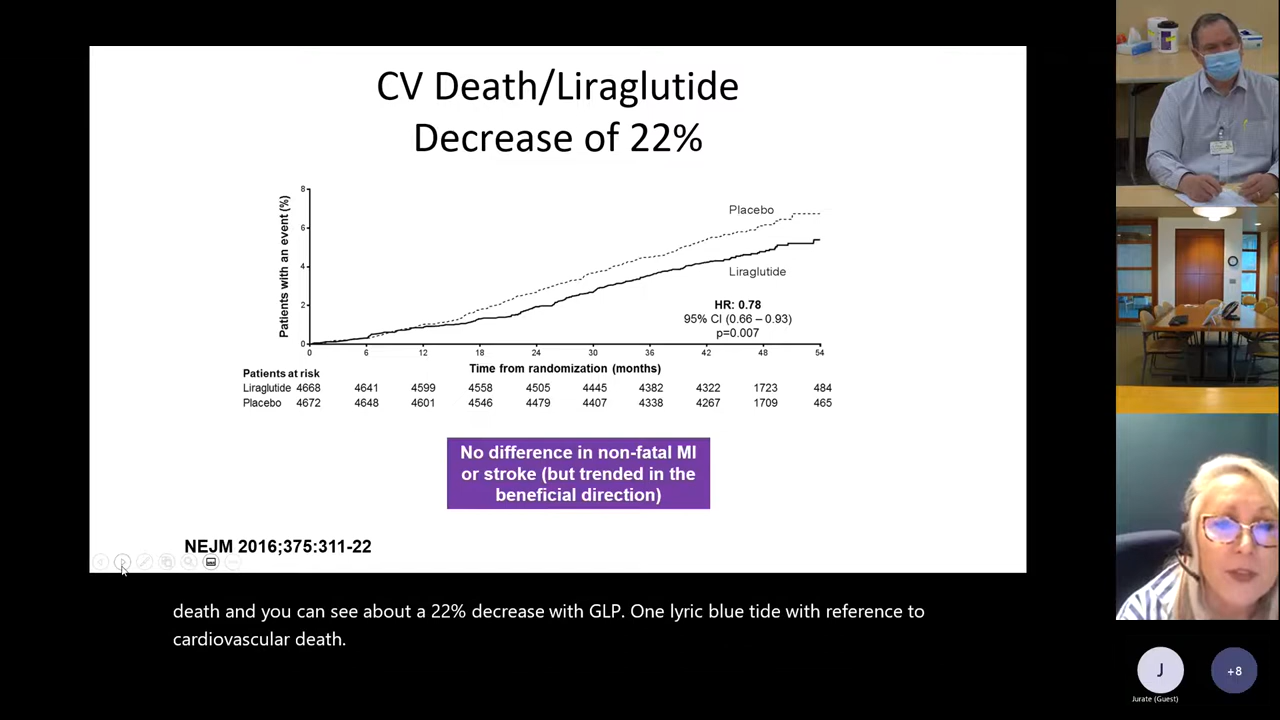 CV Death/Liraglutide
Decrease of 22%
Patients with an event (%)
8
6
4
2
0
Placebo
Liraglutide
HR: 0.78
95% CI (0.66 – 0.93)
p=0.007
0 6 12 18 24 30 36 42 48 54
Time from randomization (months)
Patients at risk
Liraglutide 4668 4641 4599 4558 4505 4445 4382 4322 1723 484
Placebo 4672 4648 4601 4546 4479 4407 4338 4267 1709 465
No difference in non-fatal MI
or stroke (but trended in the
beneficial direction)
NEJM 2016;375:311-22
death and you can see about a 22% decrease with GLP. One lyric blue tide with reference to
cardiovascular death.
J
+8
Jurate (Guest)